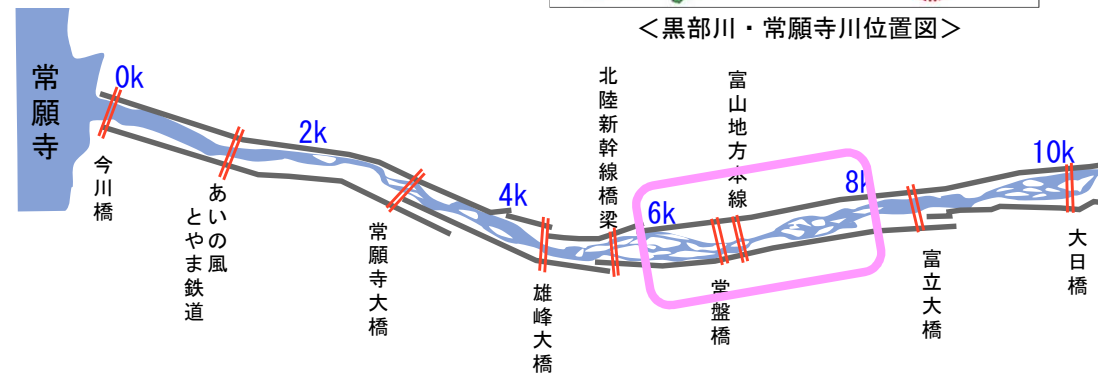 <黒部川・常願寺川位置図>
常願寺
0k
今川橋
あいの風
とやま鉄道
2k
常願寺大橋
4k
雄峰大橋
北陸新幹線橋梁
6k
常盤橋
富山地方本線
8k
富立大橋
10k
大日橋